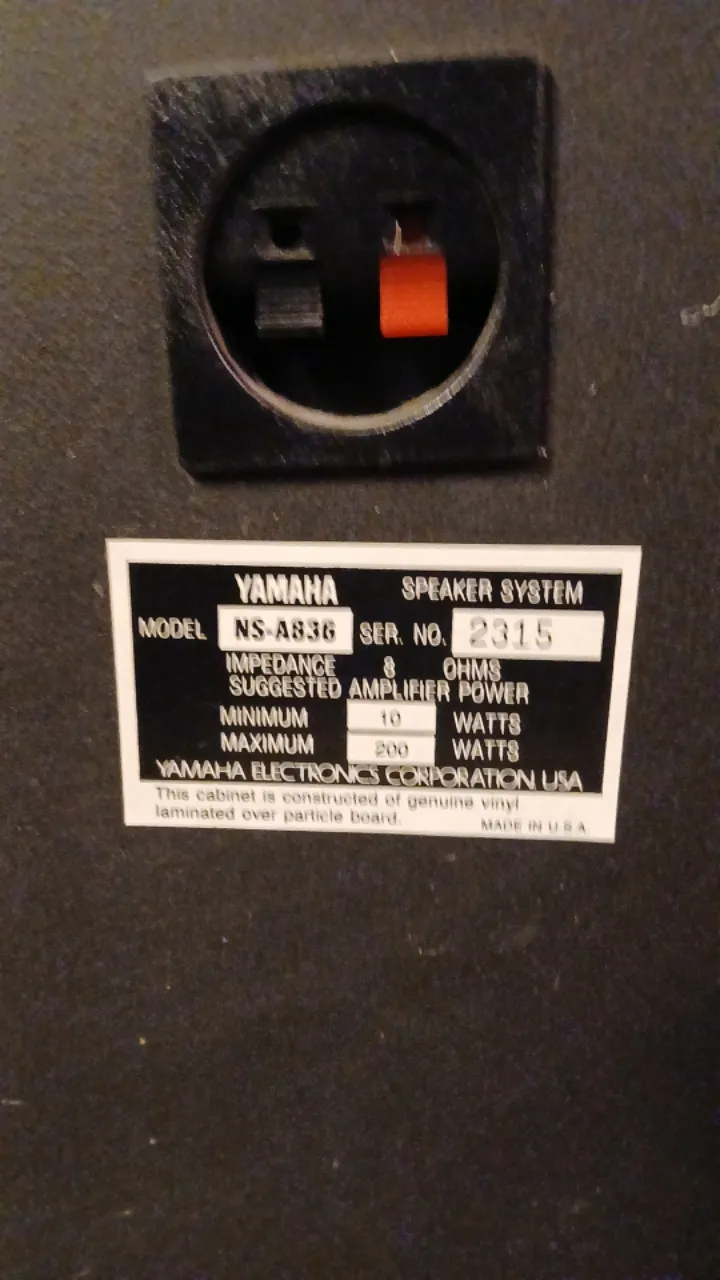 YAMAHA SPEAKER SYSTEM
MODEL NS-A836 SER. NO. 2315
IMPEDANCE 8 OHMS
SUGGESTED AMPLIFIER POWER
MINIMUM 10 WATTS
MAXIMUM 200 WATTS
YAMAHA ELECTRONICS CORPORATION, USA
This cabinet is constructed of genuine vinyl
laminated over particle board.
MADE IN U.S.A.